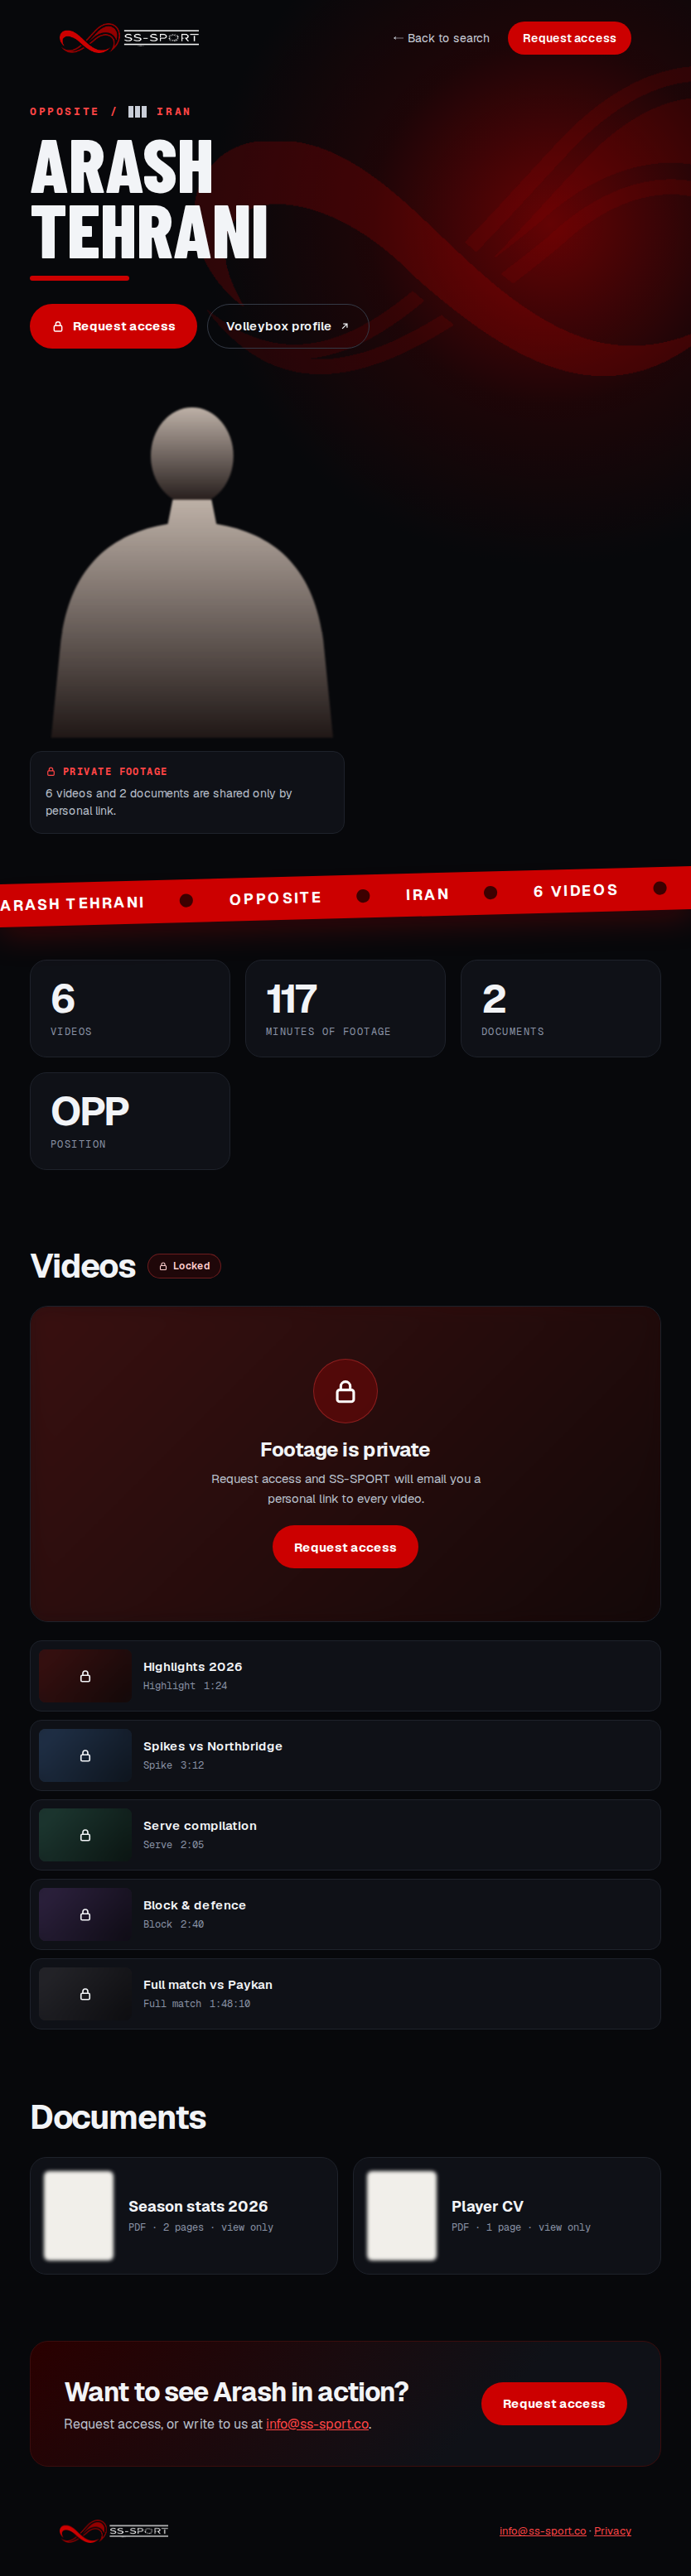 SS-SPORT
← Back to search
Request access
OPPOSITE / IRAN
ARASH
TEHRANI
Request access
Volleybox profile ↗
PRIVATE FOOTAGE
6 videos and 2 documents are shared only by
personal link.
ARASH TEHRANI
OPPOSITE
IRAN
6 VIDEOS
6
VIDEOS
117
MINUTES OF FOOTAGE
2
DOCUMENTS
OPP
POSITION
Videos
Locked
Footage is private
Request access and SS-SPORT will email you a
personal link to every video.
Request access
Highlights 2026
Highlight 1:24
Spikes vs Northbridge
Spike 3:12
Serve compilation
Serve 2:05
Block & defence
Block 2:40
Full match vs Paykan
Full match 1:48:10
Documents
Season stats 2026
PDF · 2 pages · view only
Player CV
PDF · 1 page · view only
Want to see Arash in action?
Request access, or write to us at info@ss-sport.co.
Request access
SS-SPORT
info@ss-sport.co · Privacy